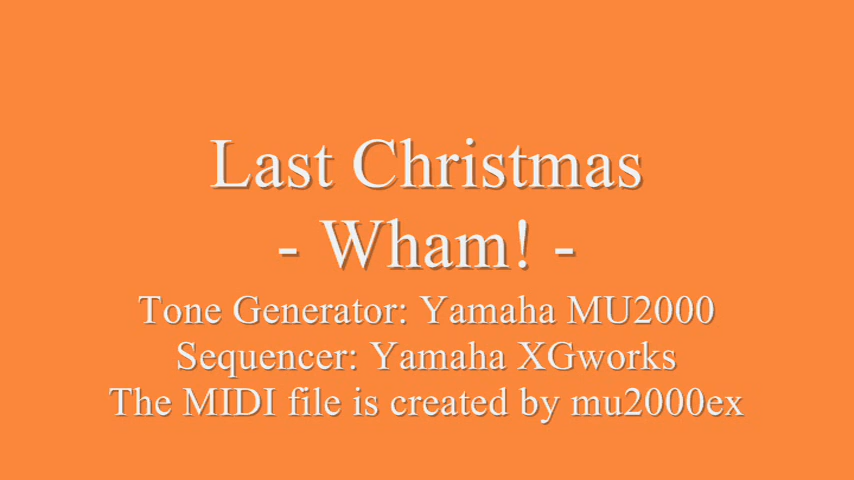 Last Christmas
- Wham! -
Tone Generator: Yamaha MU2000
Sequencer: Yamaha XGworks
The MIDI file is created by mu2000ex